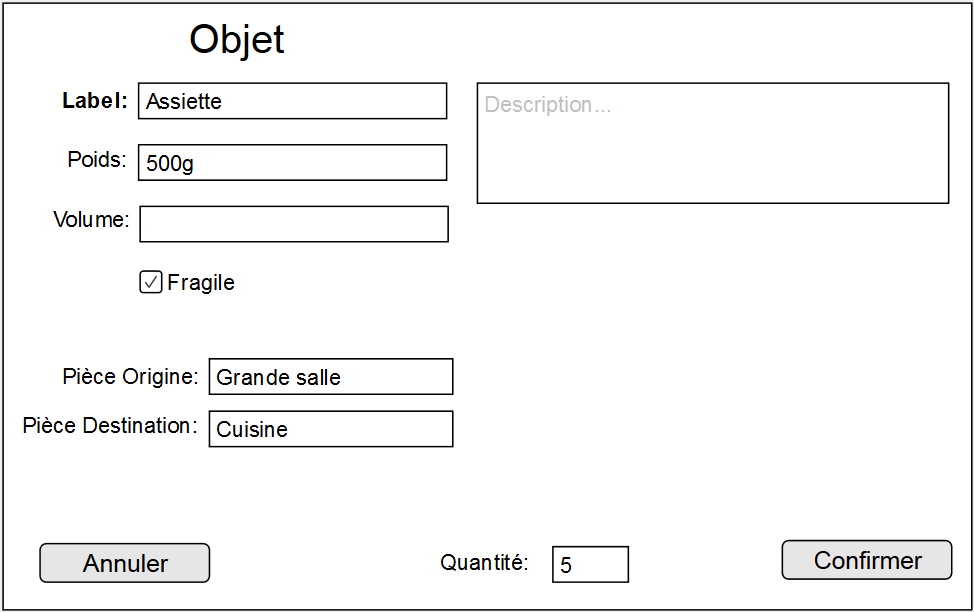 Objet
Label: Assiette
Description...
Poids: 500g
Volume:
Fragile
Pièce Origine: Grande salle
Pièce Destination: Cuisine
Annuler Quantité: 5 Confirmer